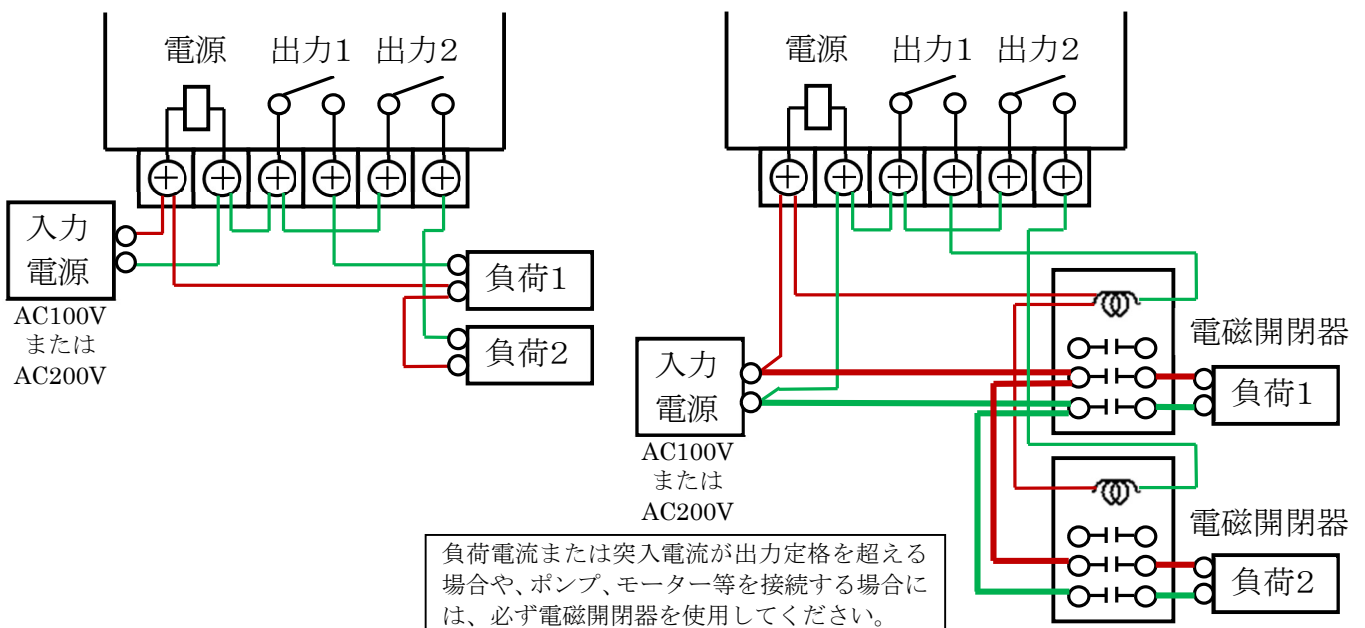 電源 出力1 出力2
入力
電源
AC100V
または
AC200V
負荷1
負荷2
電源 出力1 出力2
入力
電源
AC100V
または
AC200V
電磁開閉器
負荷1
電磁開閉器
負荷2
負荷電流または突入電流が出力定格を超える
場合や、ポンプ、モーター等を接続する場合に
は、必ず電磁開閉器を使用してください。